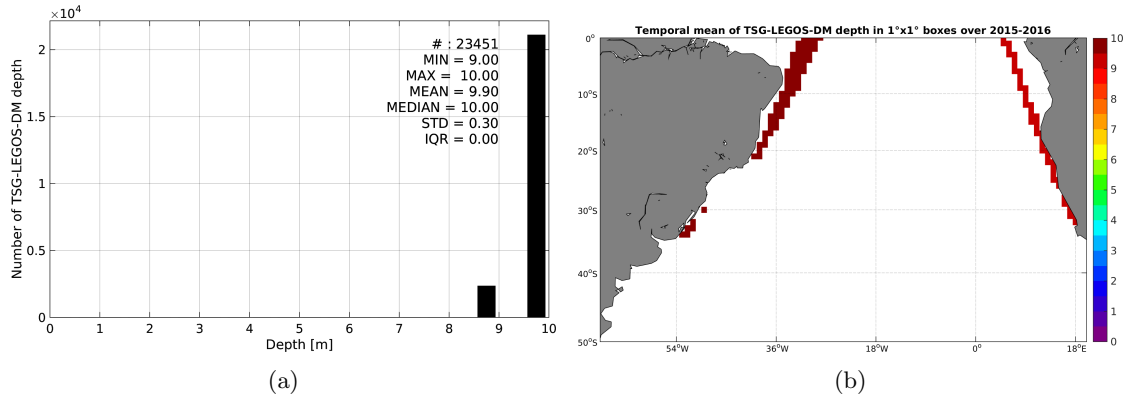 ×10⁴
2
1.5
1
0.5
0
Number of TSG-LEGOS-DM depth
# : 23451
MIN = 9.00
MAX = 10.00
MEAN = 9.90
MEDIAN = 10.00
STD = 0.30
IQR = 0.00
0 1 2 3 4 5 6 7 8 9 10
Depth [m]
(a)
Temporal mean of TSG-LEGOS-DM depth in 1°x1° boxes over 2015-2016
0°
10°S
20°S
30°S
40°S
50°S
54°W 36°W 18°W 0° 18°E
10
9
8
7
6
5
4
3
2
1
0
(b)